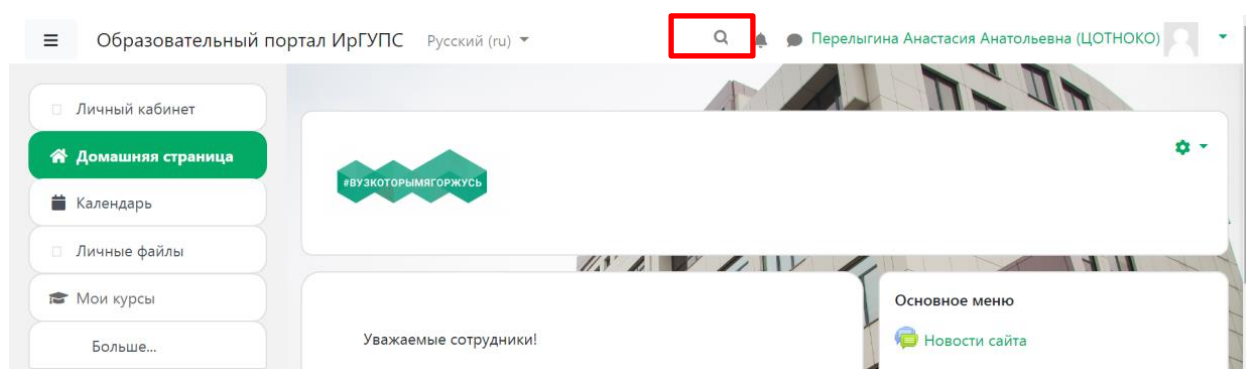 Образовательный портал ИрГУПС Русский (ru) Перелыгина Анастасия Анатольевна (ЦОТНОКО)
Личный кабинет
Домашняя страница
Календарь
Личные файлы
Мои курсы
Больше...
#ВУЗКОТОРЫМЯГОРЖУСЬ
Уважаемые сотрудники!
Основное меню
Новости сайта